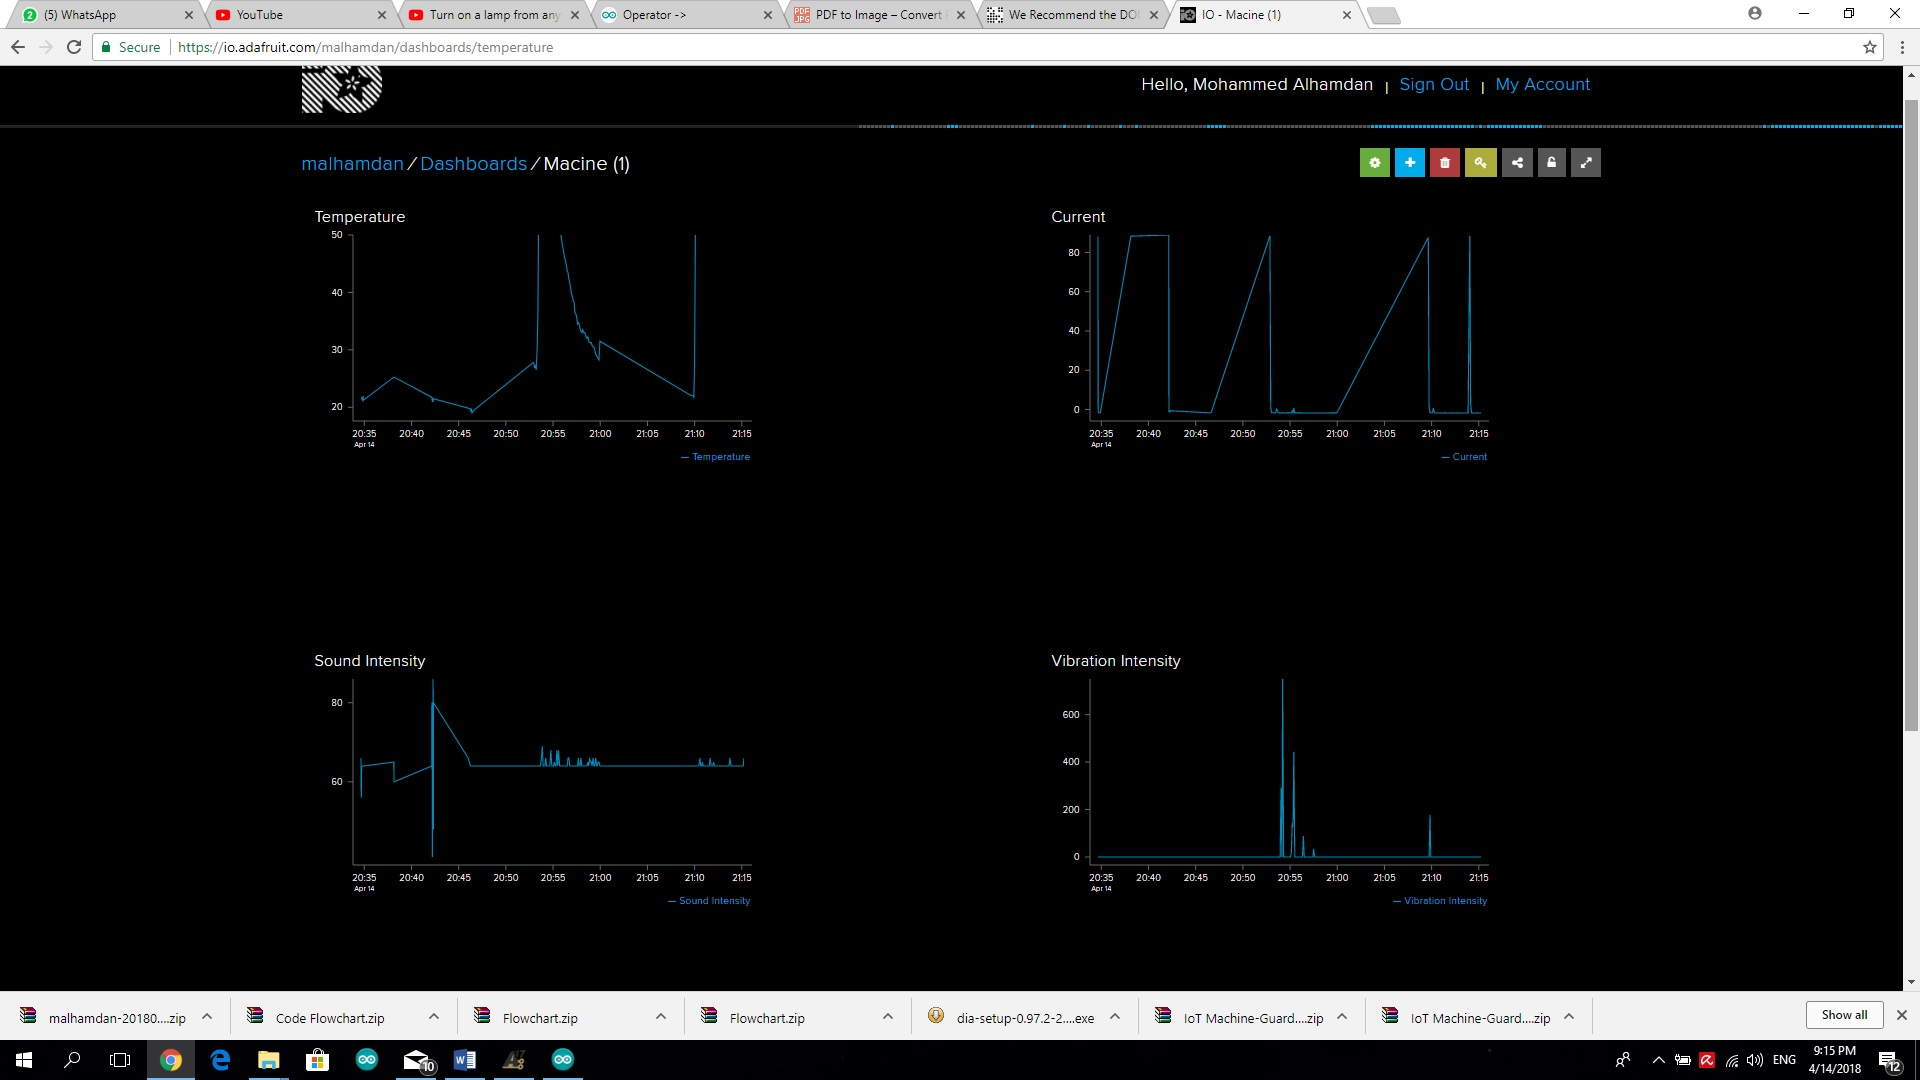 (5) WhatsApp
YouTube
Turn on a lamp from any
Operator ->
PDF to Image – Convert
We Recommend the DO
IO - Macine (1)
Secure
https://io.adafruit.com/malhamdan/dashboards/temperature
Hello, Mohammed Alhamdan | Sign Out | My Account
malhamdan / Dashboards / Macine (1)
Temperature
50
40
30
20
20:35 20:40 20:45 20:50 20:55 21:00 21:05 21:10 21:15
Apr 14
Temperature
Current
80
60
40
20
0
20:35 20:40 20:45 20:50 20:55 21:00 21:05 21:10 21:15
Apr 14
Current
Sound Intensity
80
60
20:35 20:40 20:45 20:50 20:55 21:00 21:05 21:10 21:15
Apr 14
Sound Intensity
Vibration Intensity
600
400
200
0
20:35 20:40 20:45 20:50 20:55 21:00 21:05 21:10 21:15
Apr 14
Vibration Intensity
malhamdan-20180....zip
Code Flowchart.zip
Flowchart.zip
Flowchart.zip
dia-setup-0.97.2-2....exe
IoT Machine-Guard....zip
IoT Machine-Guard....zip
Show all
10
ENG
9:15 PM
4/14/2018
12